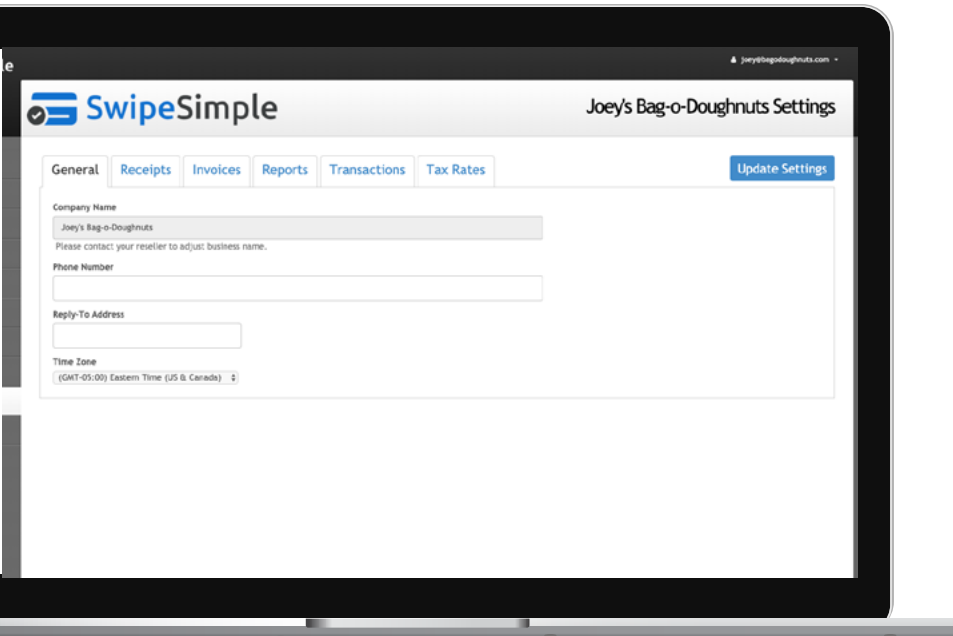 le
joey@bagodoughnuts.com
SwipeSimple
Joey's Bag-o-Doughnuts Settings
General Receipts Invoices Reports Transactions Tax Rates
Update Settings
Company Name
Joey's Bag-o-Doughnuts
Please contact your reseller to adjust business name.
Phone Number
Reply-To Address
Time Zone
(GMT-05:00) Eastern Time (US & Canada)